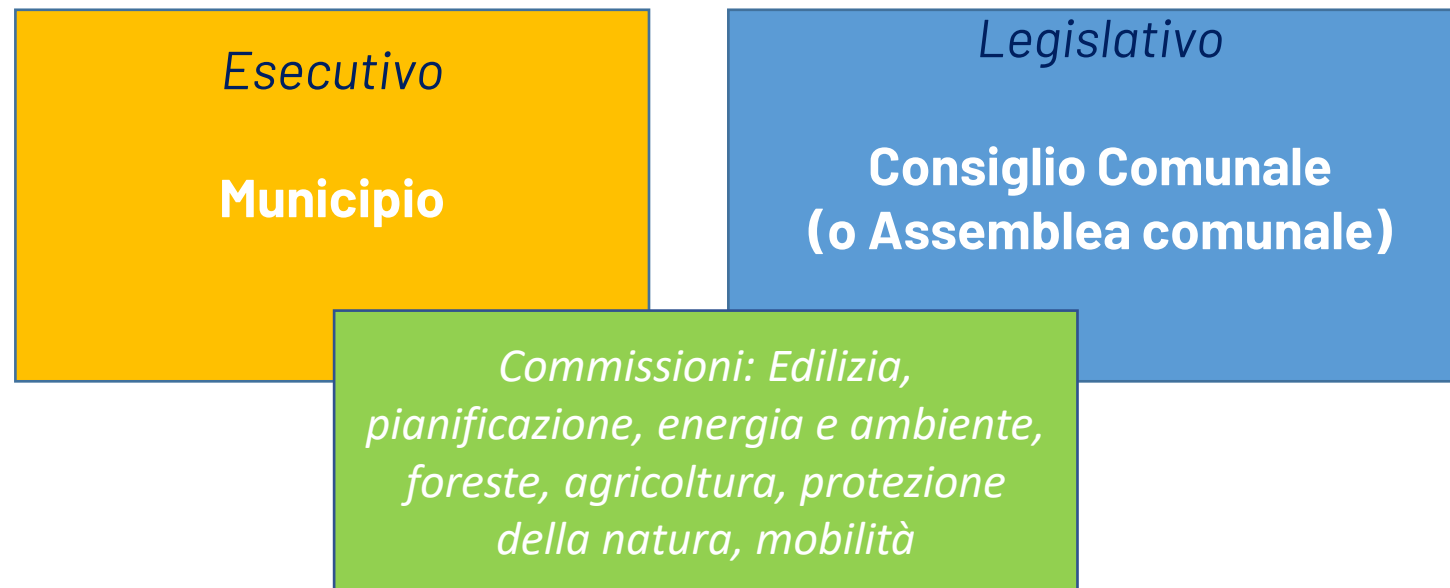 Esecutivo
Municipio
Legislativo
Consiglio Comunale
(o Assemblea comunale)
Commissioni: Edilizia,
pianificazione, energia e ambiente,
foreste, agricoltura, protezione
della natura, mobilità